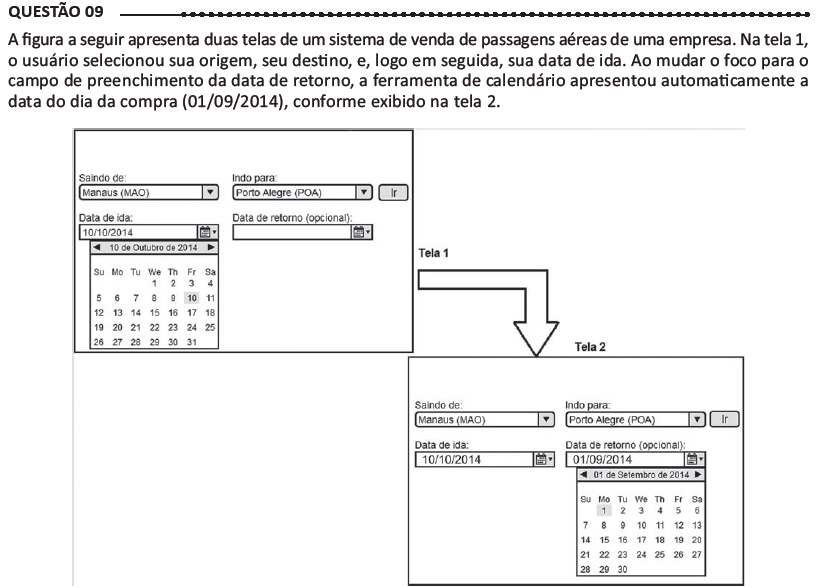 QUESTÃO 09
A figura a seguir apresenta duas telas de um sistema de venda de passagens aéreas de uma empresa. Na tela 1,
o usuário selecionou sua origem, seu destino, e, logo em seguida, sua data de ida. Ao mudar o foco para o
campo de preenchimento da data de retorno, a ferramenta de calendário apresentou automaticamente a
data do dia da compra (01/09/2014), conforme exibido na tela 2.
Saindo de: Indo para:
Manaus (MAO) Porto Alegre (POA) Ir
Data de ida: Data de retorno (opcional):
10/10/2014
10 de Outubro de 2014
Su Mo Tu We Th Fr Sa
1 2 3 4
5 6 7 8 9 10 11
12 13 14 15 16 17 18
19 20 21 22 23 24 25
26 27 28 29 30 31
Tela 1
Tela 2
Saindo de: Indo para:
Manaus (MAO) Porto Alegre (POA) Ir
Data de ida: Data de retorno (opcional):
10/10/2014 01/09/2014
01 de Setembro de 2014
Su Mo Tu We Th Fr Sa
1 2 3 4 5 6
7 8 9 10 11 12 13
14 15 16 17 18 19 20
21 22 23 24 25 26 27
28 29 30